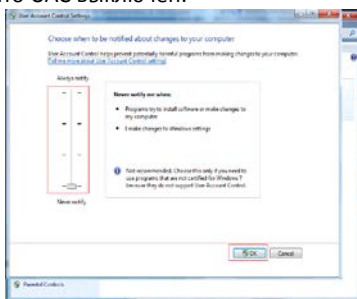 User Account Control Settings
Choose when to be notified about changes to your computer
User Account Control helps prevent potentially harmful programs from making changes to your computer.
Tell me more about User Account Control settings
Always notify
Never notify me when:
• Programs try to install software or make changes to
my computer
• I make changes to Windows settings
Not recommended. Choose this only if you need to
use programs that are not certified for Windows 7
because they do not support User Account Control.
Never notify
OK
Cancel
Parental Controls